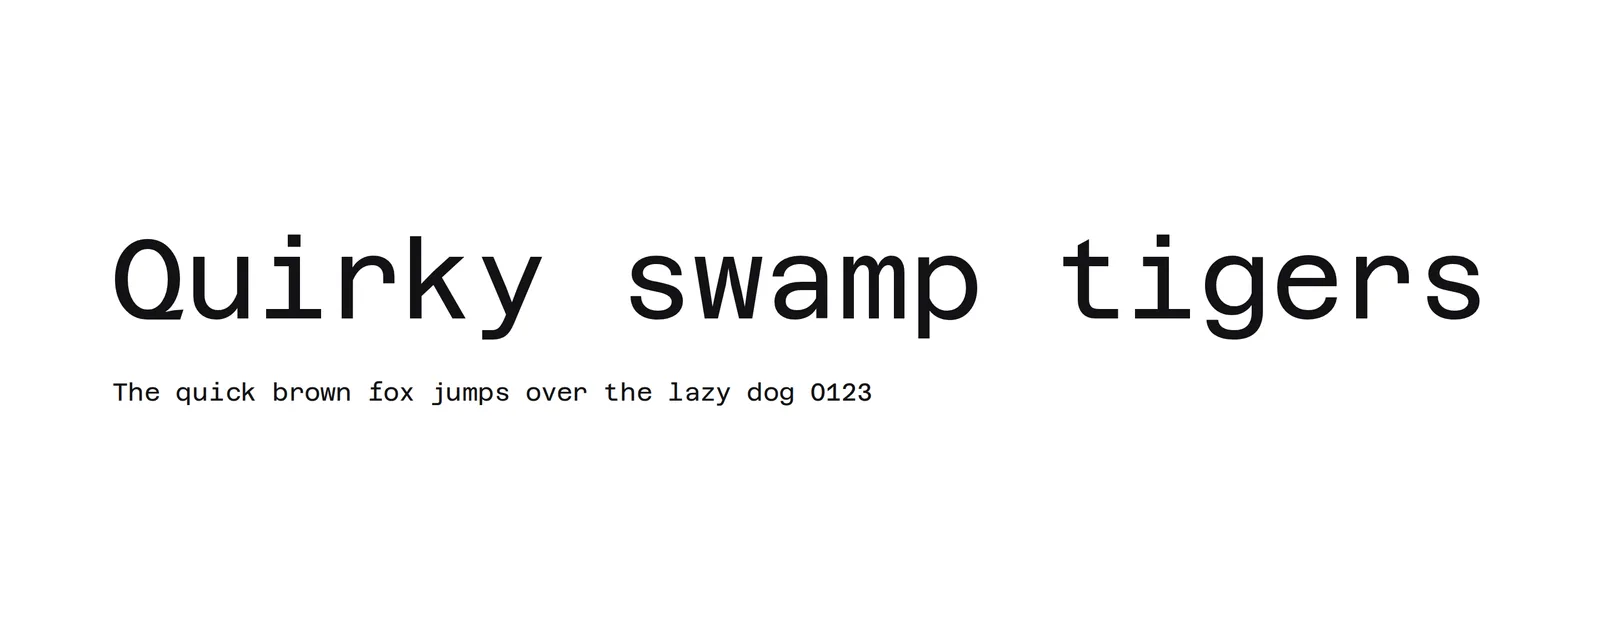 Quirky swamp tigers
The quick brown fox jumps over the lazy dog 0123